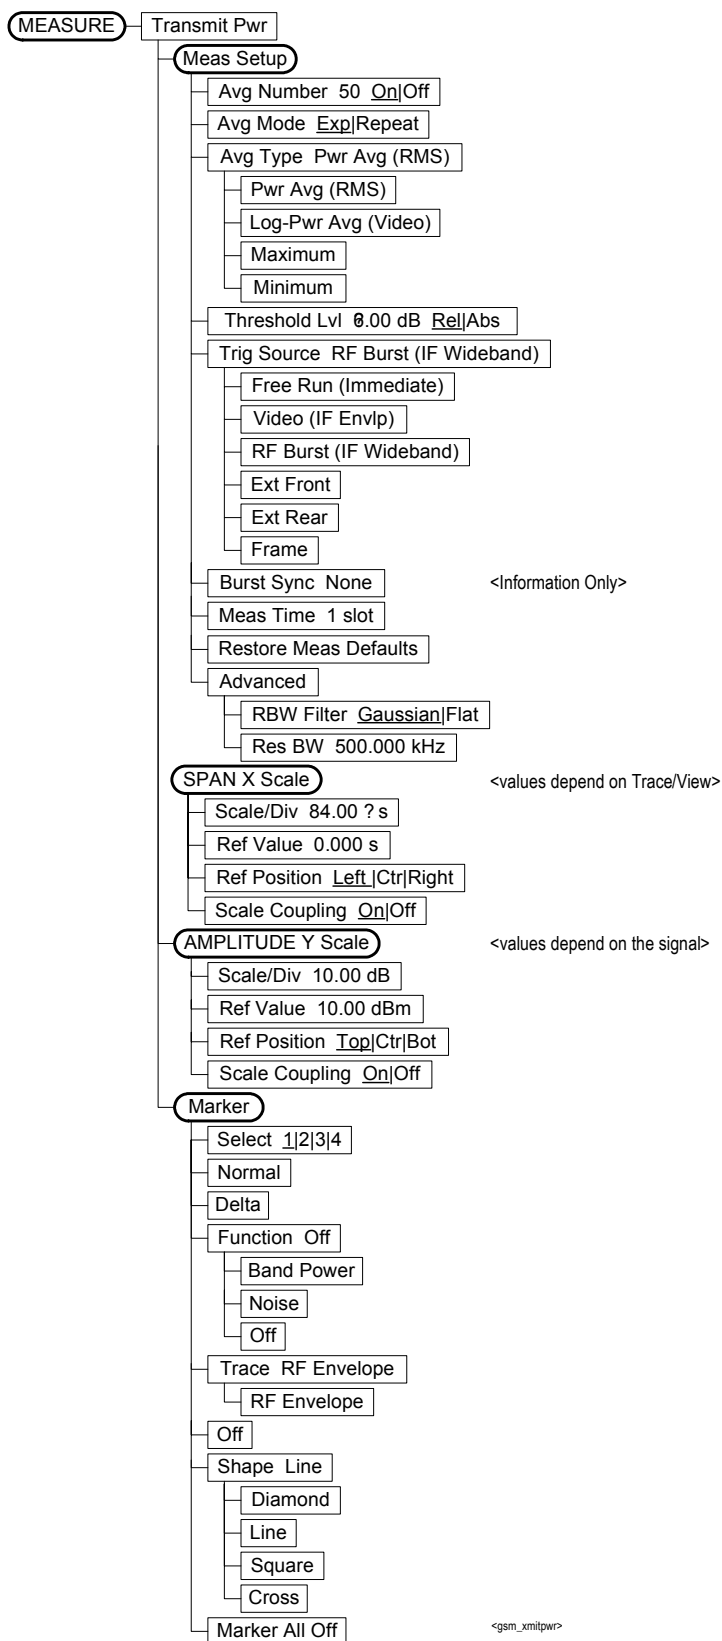 MEASURE Transmit Pwr
Meas Setup
Avg Number 50 On|Off
Avg Mode Exp|Repeat
Avg Type Pwr Avg (RMS)
Pwr Avg (RMS)
Log-Pwr Avg (Video)
Maximum
Minimum
Threshold Lvl .00 dB Rel|Abs
Trig Source RF Burst (IF Wideband)
Free Run (Immediate)
Video (IF Envlp)
RF Burst (IF Wideband)
Ext Front
Ext Rear
Frame
Burst Sync None <Information Only>
Meas Time 1 slot
Restore Meas Defaults
Advanced
RBW Filter Gaussian|Flat
Res BW 500.000 kHz
SPAN X Scale <values depend on Trace/View>
Scale/Div 84.00 ? s
Ref Value 0.000 s
Ref Position Left |Ctr|Right
Scale Coupling On|Off
AMPLITUDE Y Scale <values depend on the signal>
Scale/Div 10.00 dB
Ref Value 10.00 dBm
Ref Position Top|Ctr|Bot
Scale Coupling On|Off
Marker
Select 1|2|3|4
Normal
Delta
Function Off
Band Power
Noise
Off
Trace RF Envelope
RF Envelope
Off
Shape Line
Diamond
Line
Square
Cross
Marker All Off <gsm_xmitpwr>